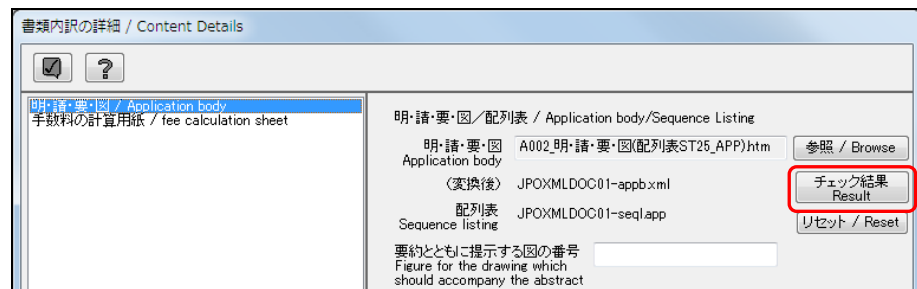 書類内訳の詳細 / Content Details
?
明・請・要・図 / Application body
手数料の計算用紙 / fee calculation sheet
明・請・要・図／配列表 / Application body/Sequence Listing
明・請・要・図
Application body
A002_明・請・要・図(配列表ST25_APP).htm
参照 / Browse
（変換後）
JPOXMLDOC01-appb.xml
チェック結果
Result
配列表
Sequence listing
JPOXMLDOC01-seql.app
リセット / Reset
要約とともに提示する図の番号
Figure for the drawing which
should accompany the abstract